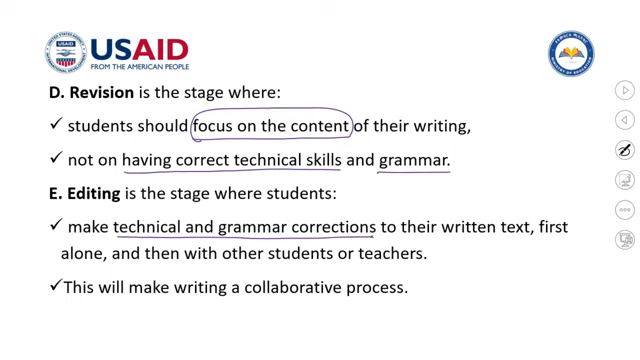 USAID
FROM THE AMERICAN PEOPLE
D. Revision is the stage where:
✓ students should focus on the content of their writing,
✓ not on having correct technical skills and grammar.
E. Editing is the stage where students:
✓ make technical and grammar corrections to their written text, first
alone, and then with other students or teachers.
✓ This will make writing a collaborative process.